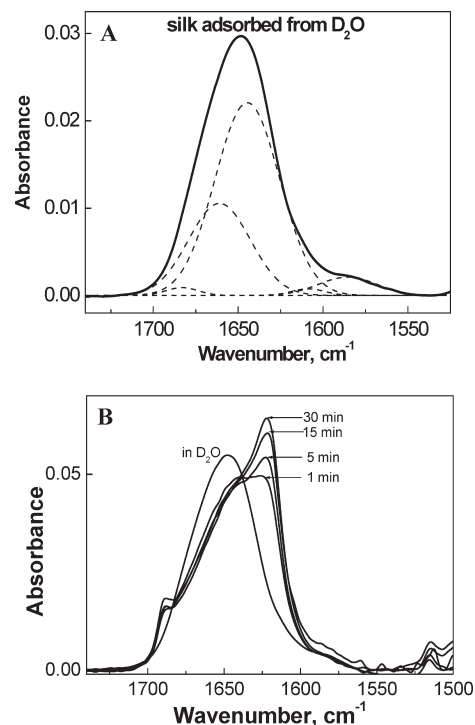 A
silk adsorbed from D₂O
0.03
0.02
0.01
0.00
Absorbance
1700 1650 1600 1550
Wavenumber, cm⁻¹
B
in D₂O
30 min
15 min
5 min
1 min
0.05
0.00
Absorbance
1700 1650 1600 1550 1500
Wavenumber, cm⁻¹